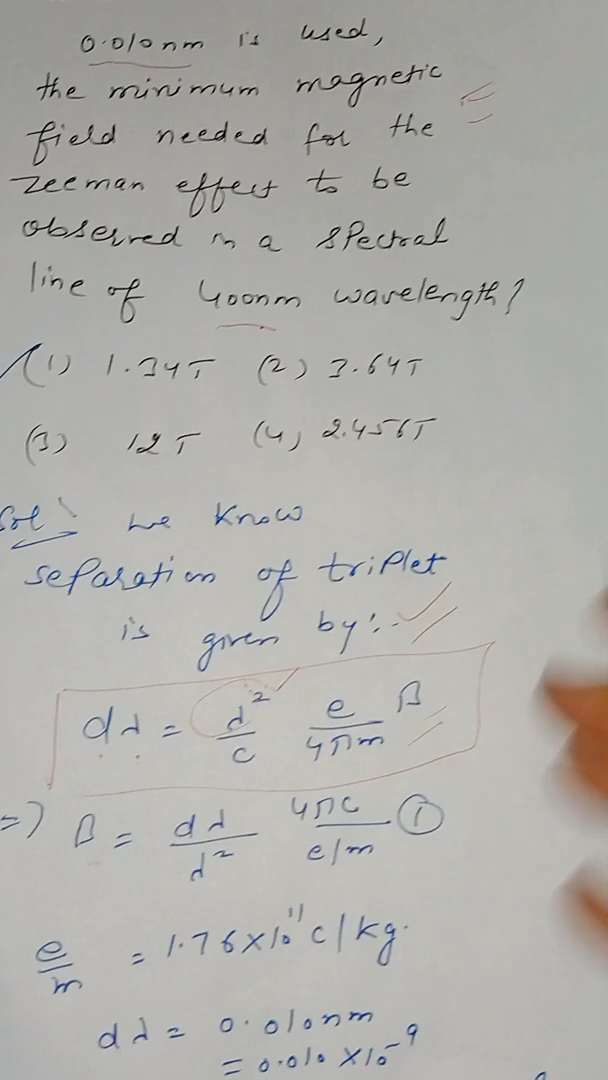 0.010nm is used,
the minimum magnetic
field needed for the
zeeman effect to be
observed in a spectral
line of 400nm wavelength?
(1) 1.34T (2) 3.64T
(3) 12T (4) 2.456T
Sol: we know
separation of triplet
is given by:-
dλ = λ²/c e/4πm B
=> B = dλ/λ² 4πc/e/m ①
e/m = 1.76×10¹¹ C/kg.
dλ = 0.010nm
= 0.010×10⁻⁹